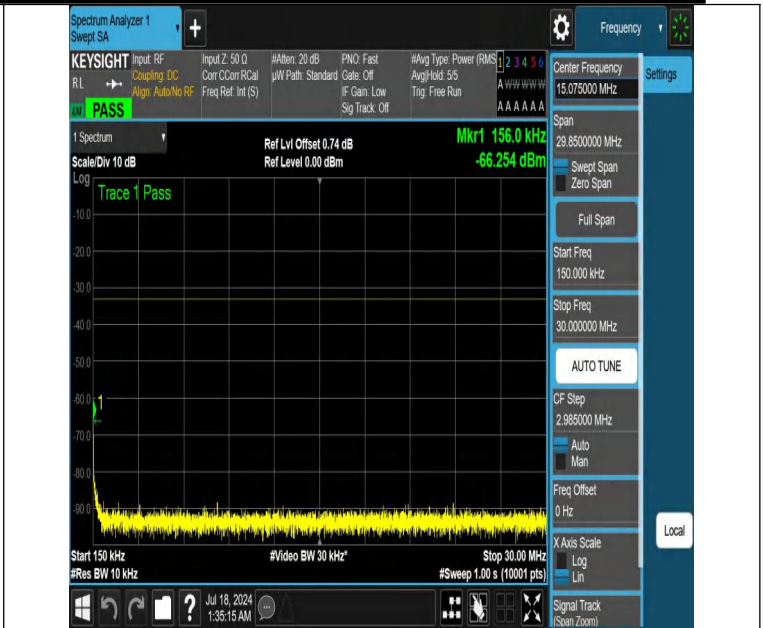 Spectrum Analyzer 1
Swept SA
+
Frequency
KEYSIGHT
RL
PASS
Input: RF
Coupling: DC
Align: Auto/No RF
Input Z: 50 Ω
Corr CCorr RCal
Freq Ref: Int (S)
#Atten: 20 dB
µW Path: Standard
PNO: Fast
Gate: Off
IF Gain: Low
Sig Track: Off
#Avg Type: Power (RMS
Avg|Hold: 5/5
Trig: Free Run
1 2 3 4 5 6
A W W W W W
A A A A A A
1 Spectrum
Scale/Div 10 dB
Ref Lvl Offset 0.74 dB
Ref Level 0.00 dBm
Mkr1 156.0 kHz
-66.254 dBm
Log
Trace 1 Pass
-10.0
-20.0
-30.0
-40.0
-50.0
-60.0
1
-70.0
-80.0
-90.0
Start 150 kHz
#Res BW 10 kHz
#Video BW 30 kHz*
Stop 30.00 MHz
#Sweep 1.00 s (10001 pts)
Jul 18, 2024
1:35:15 AM
?
Center Frequency
15.075000 MHz
Settings
Span
29.8500000 MHz
Swept Span
Zero Span
Full Span
Start Freq
150.000 kHz
Stop Freq
30.000000 MHz
AUTO TUNE
CF Step
2.985000 MHz
Auto
Man
Freq Offset
0 Hz
X Axis Scale
Log
Lin
Local
Signal Track
(Span Zoom)